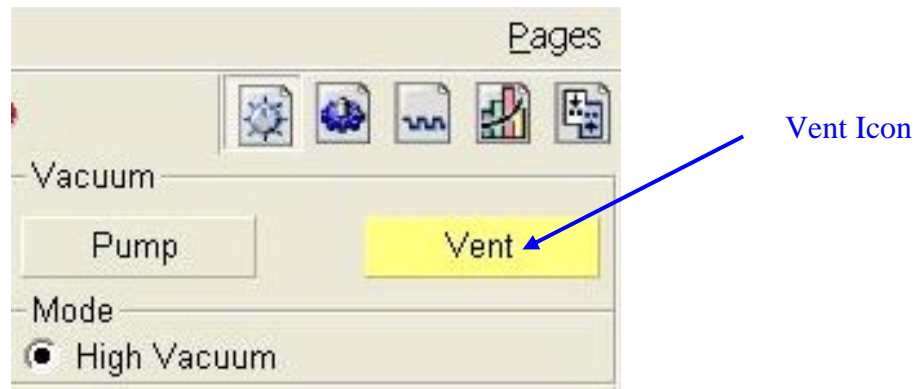 Pages
Vent Icon
Vacuum
Pump Vent
Mode
High Vacuum